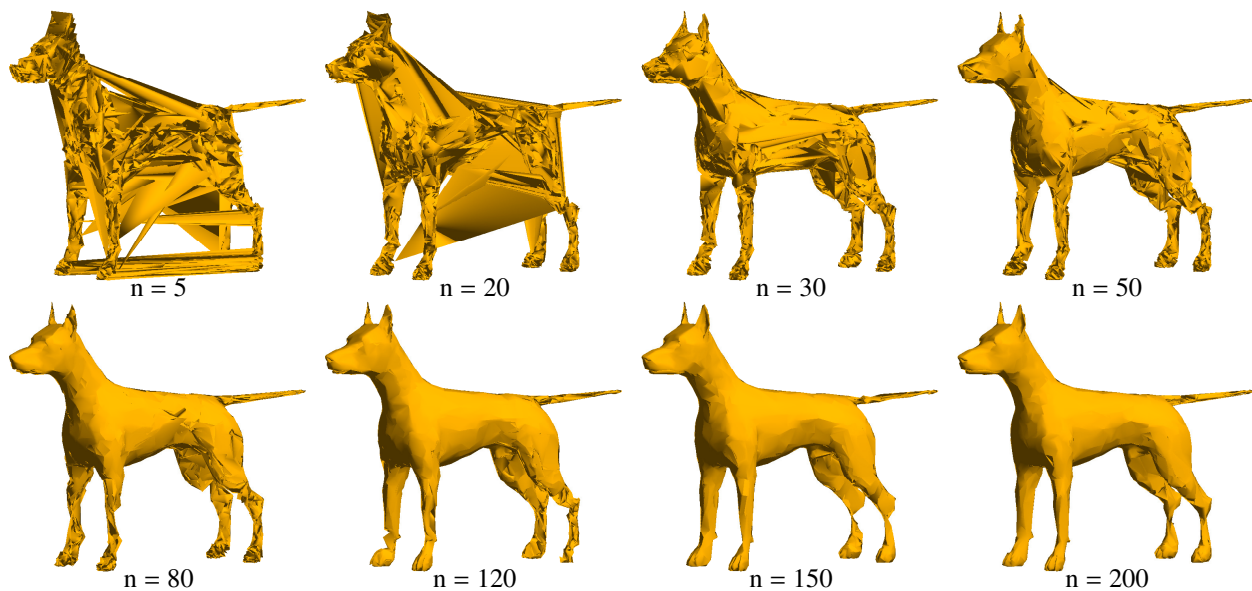 n = 5
n = 20
n = 30
n = 50
n = 80
n = 120
n = 150
n = 200